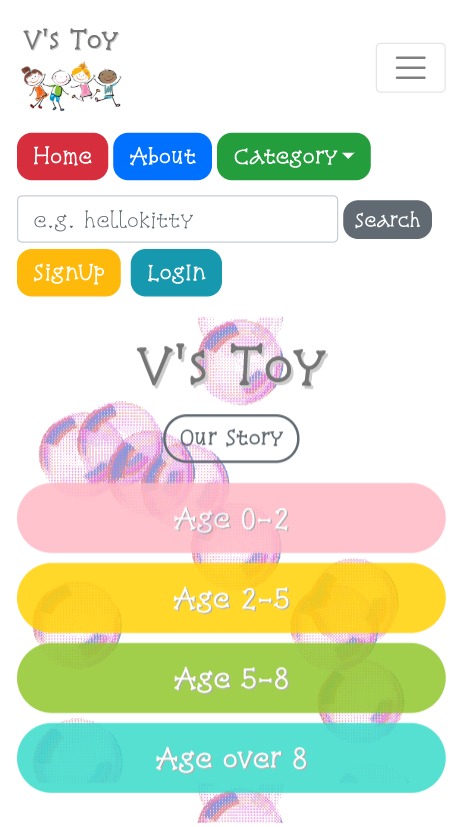 V's Toy
Home About Category
e.g. hellokitty Search
SignUp LogIn
V's Toy
Our Story
Age 0-2
Age 2-5
Age 5-8
Age over 8